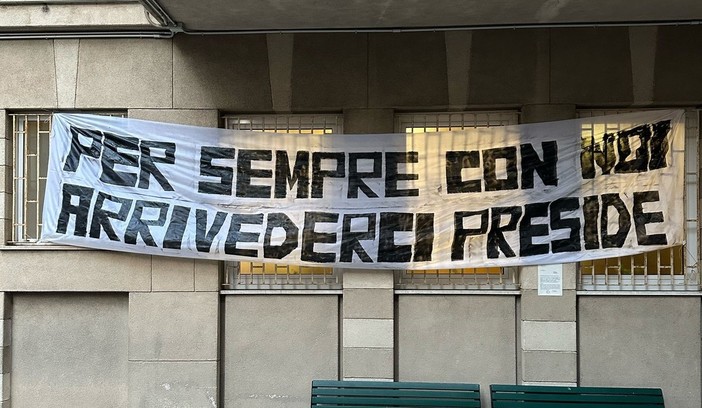 PER SEMPRE CON NOI
ARRIVEDERCI PRESIDE